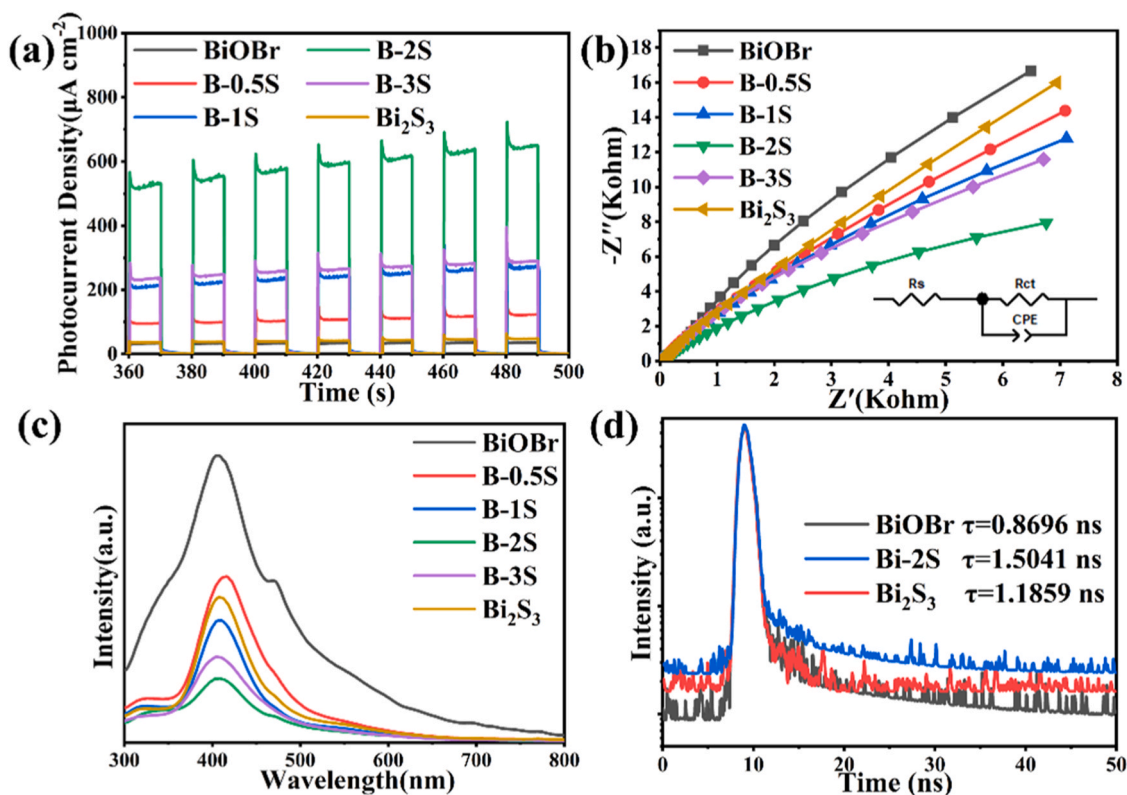 (a)
1000
800
600
400
200
0
Photocurrent Density(μA cm⁻²)
BiOBr
B-0.5S
B-1S
B-2S
B-3S
Bi₂S₃
360 380 400 420 440 460 480 500
Time (s)
(b)
18
16
14
12
10
8
6
4
2
0
-Z″(Kohm)
BiOBr
B-0.5S
B-1S
B-2S
B-3S
Bi₂S₃
Rs
Rct
CPE
0 1 2 3 4 5 6 7 8
Z′(Kohm)
(c)
Intensity(a.u.)
BiOBr
B-0.5S
B-1S
B-2S
B-3S
Bi₂S₃
300 400 500 600 700 800
Wavelength(nm)
(d)
Intensity (a.u.)
BiOBr τ=0.8696 ns
Bi-2S τ=1.5041 ns
Bi₂S₃ τ=1.1859 ns
0 10 20 30 40 50
Time (ns)